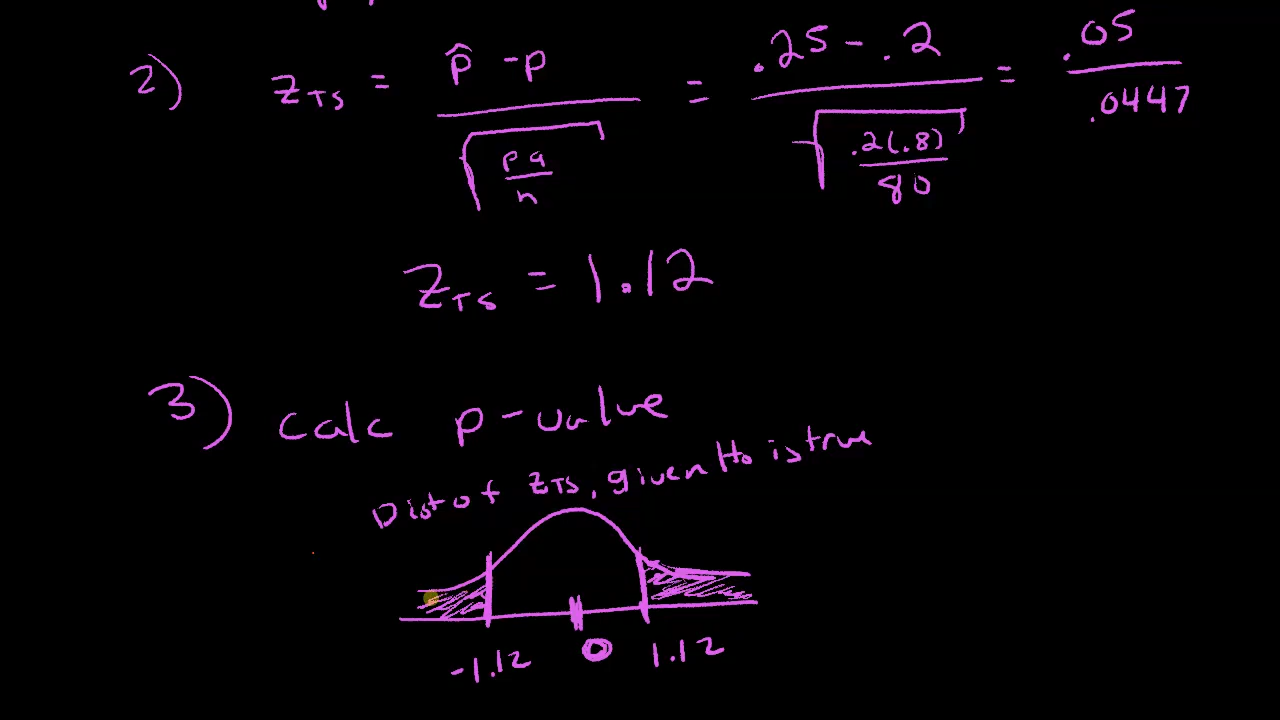 2) z_TS = (p̂ - p) / √(pq/n) = (.25 - .2) / √(.2(.8)/80) = .05 / .0447
z_TS = 1.12
3) calc p-value
Dist of z_TS, given H₀ is true
-1.12 0 1.12